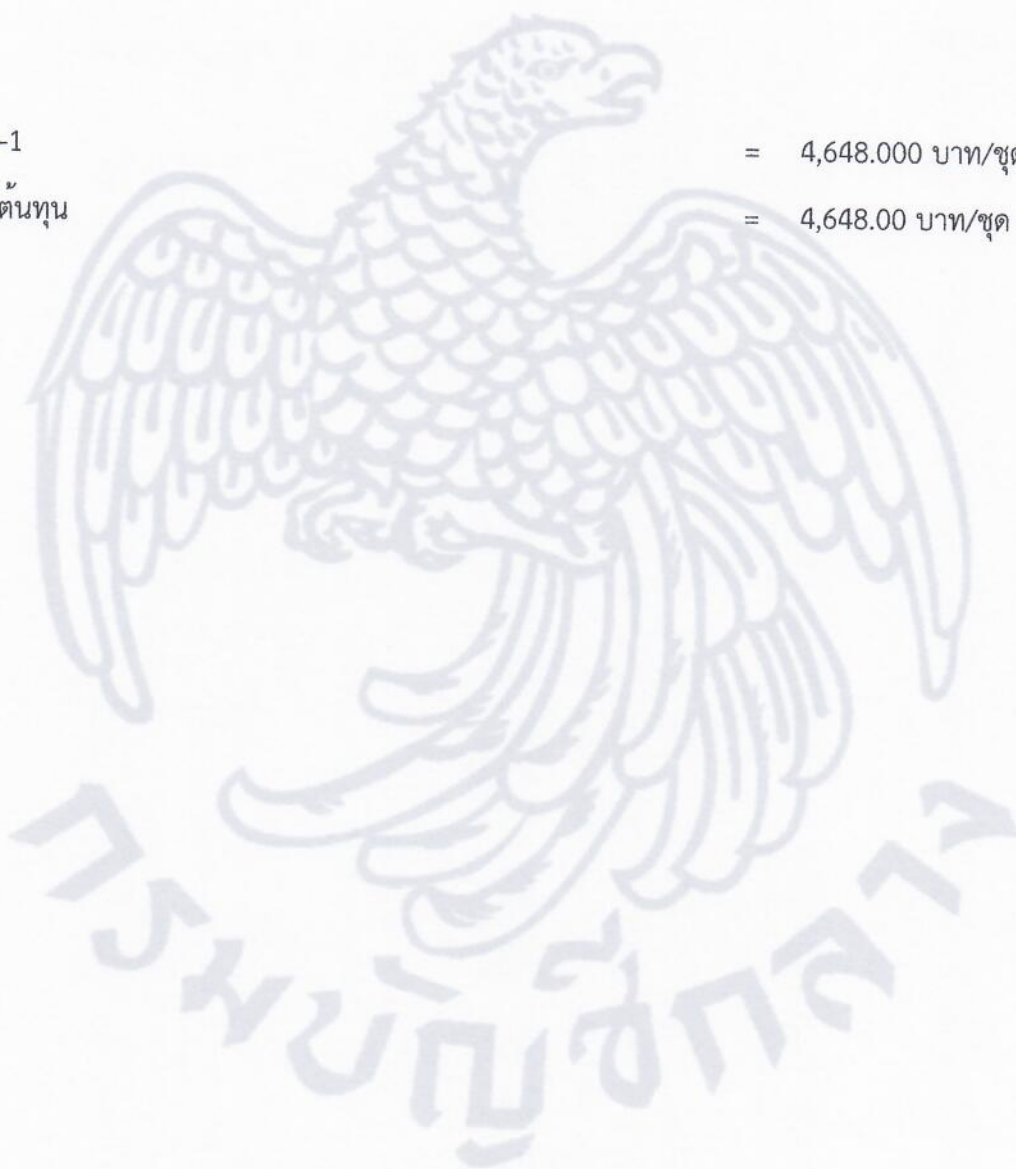 -1 = 4,648.000 บาท/ชุด
ต้นทุน = 4,648.00 บาท/ชุด
กรมบัญชีกลาง